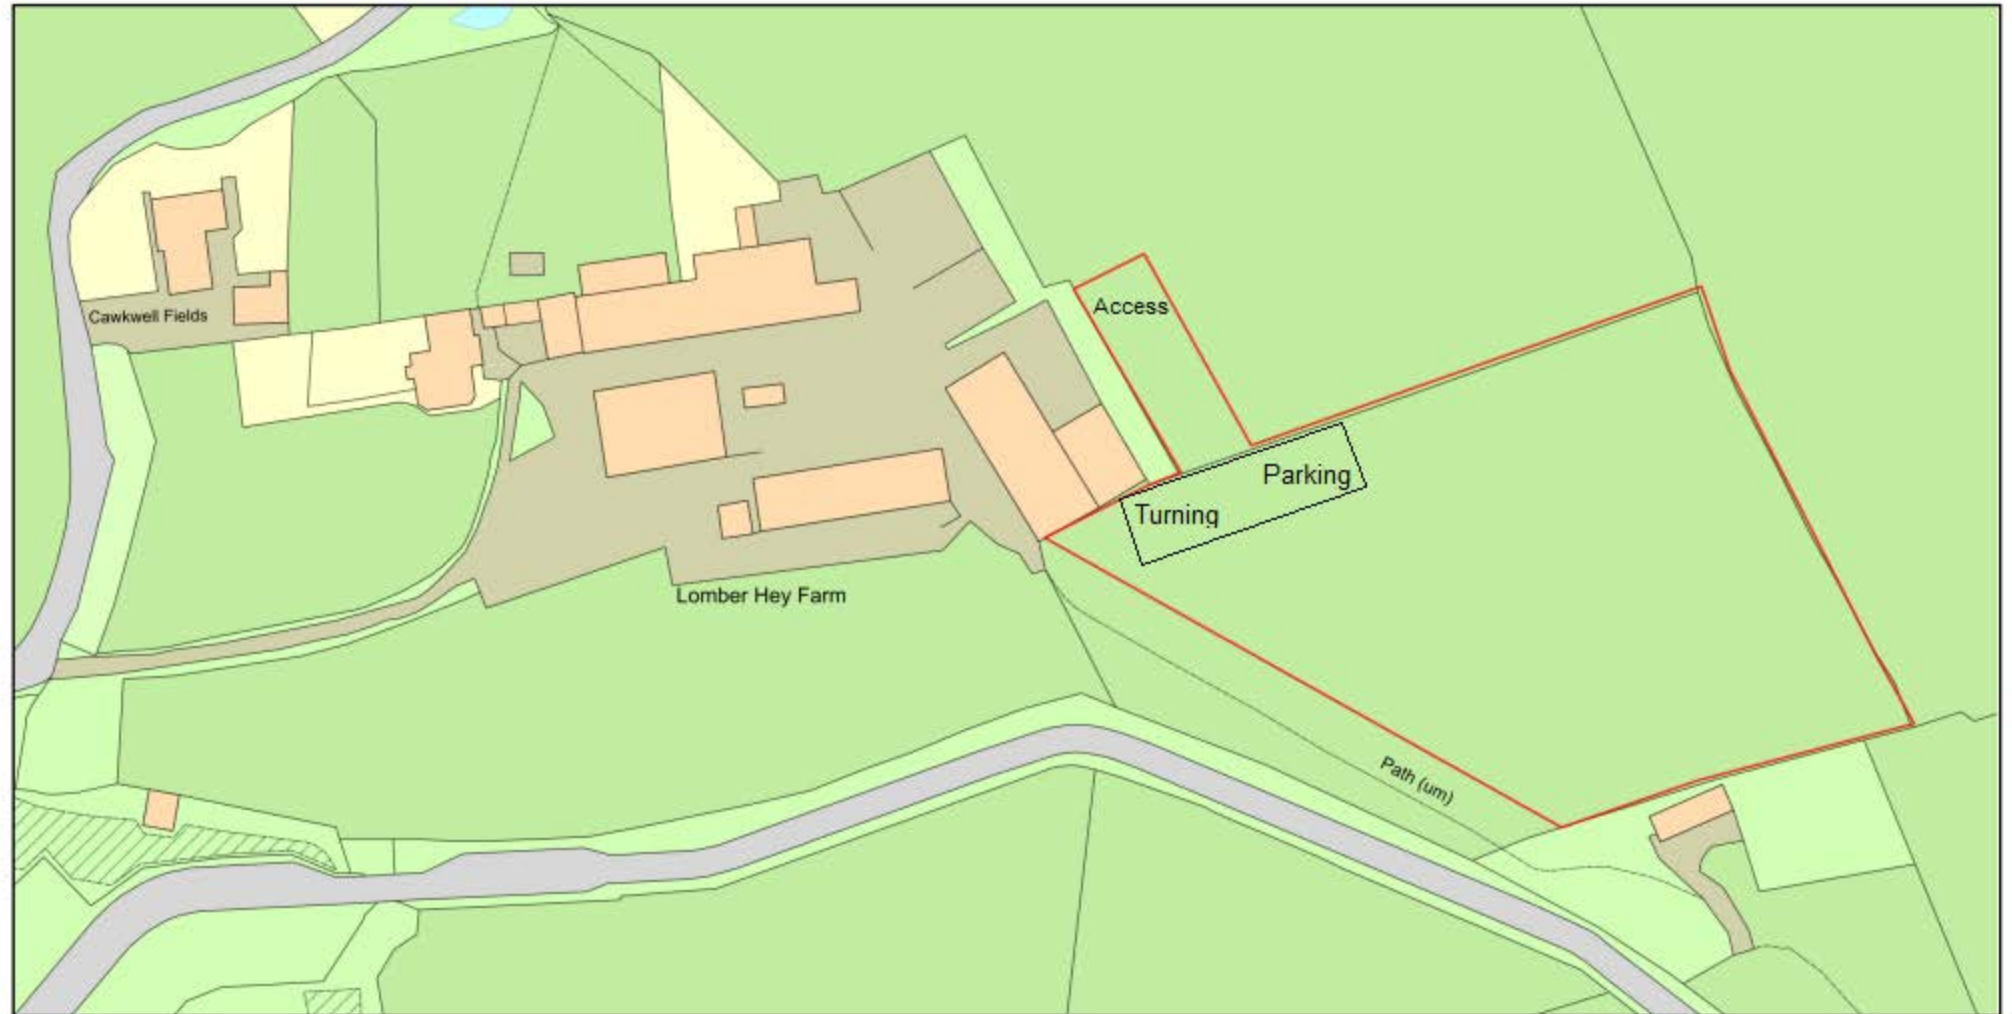 Access
Cawkwell Fields
Parking
Turning
Lomber Hey Farm
Path (um)